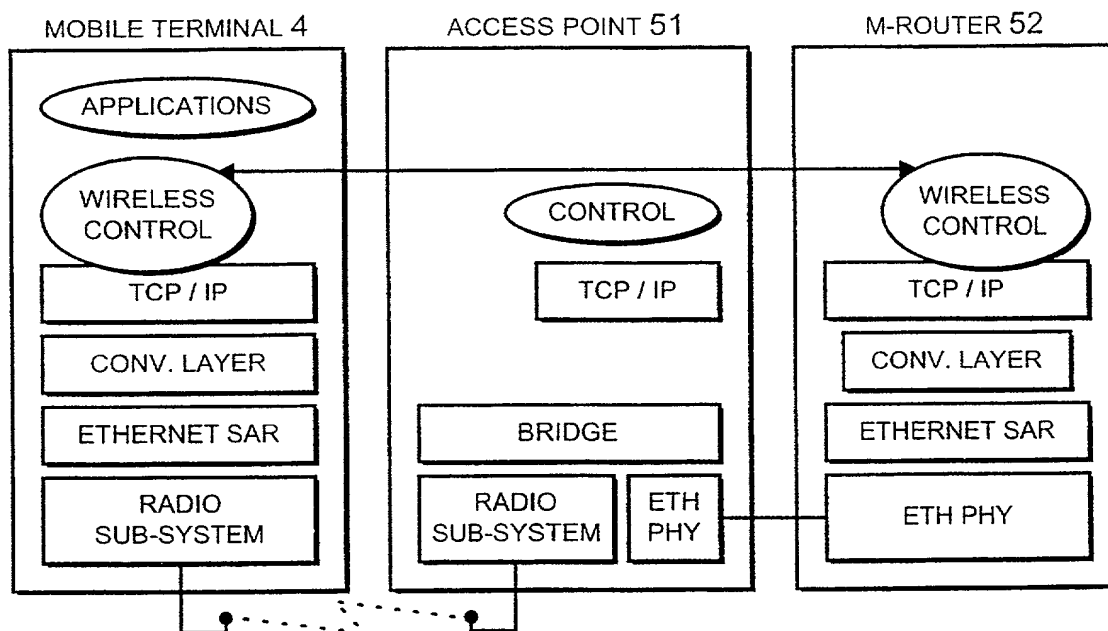 MOBILE TERMINAL 4
APPLICATIONS
WIRELESS
CONTROL
TCP / IP
CONV. LAYER
ETHERNET SAR
RADIO
SUB-SYSTEM
ACCESS POINT 51
CONTROL
TCP / IP
BRIDGE
RADIO
SUB-SYSTEM
ETH
PHY
M-ROUTER 52
WIRELESS
CONTROL
TCP / IP
CONV. LAYER
ETHERNET SAR
ETH PHY